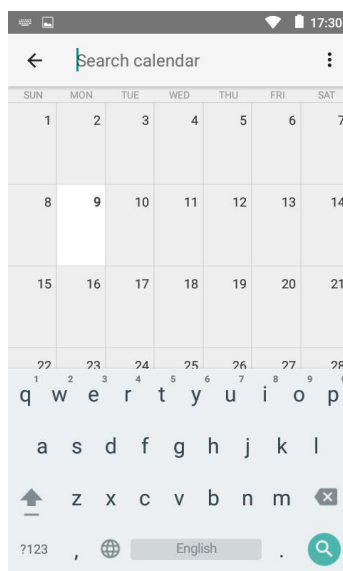 17:30
Search calendar
SUN MON TUE WED THU FRI SAT
1 2 3 4 5 6 7
8 9 10 11 12 13 14
15 16 17 18 19 20 21
22 23 24 25 26 27 28
1 2 3 4 5 6 7 8 9 0
q w e r t y u i o p
a s d f g h j k l
z x c v b n m
?123 , English .